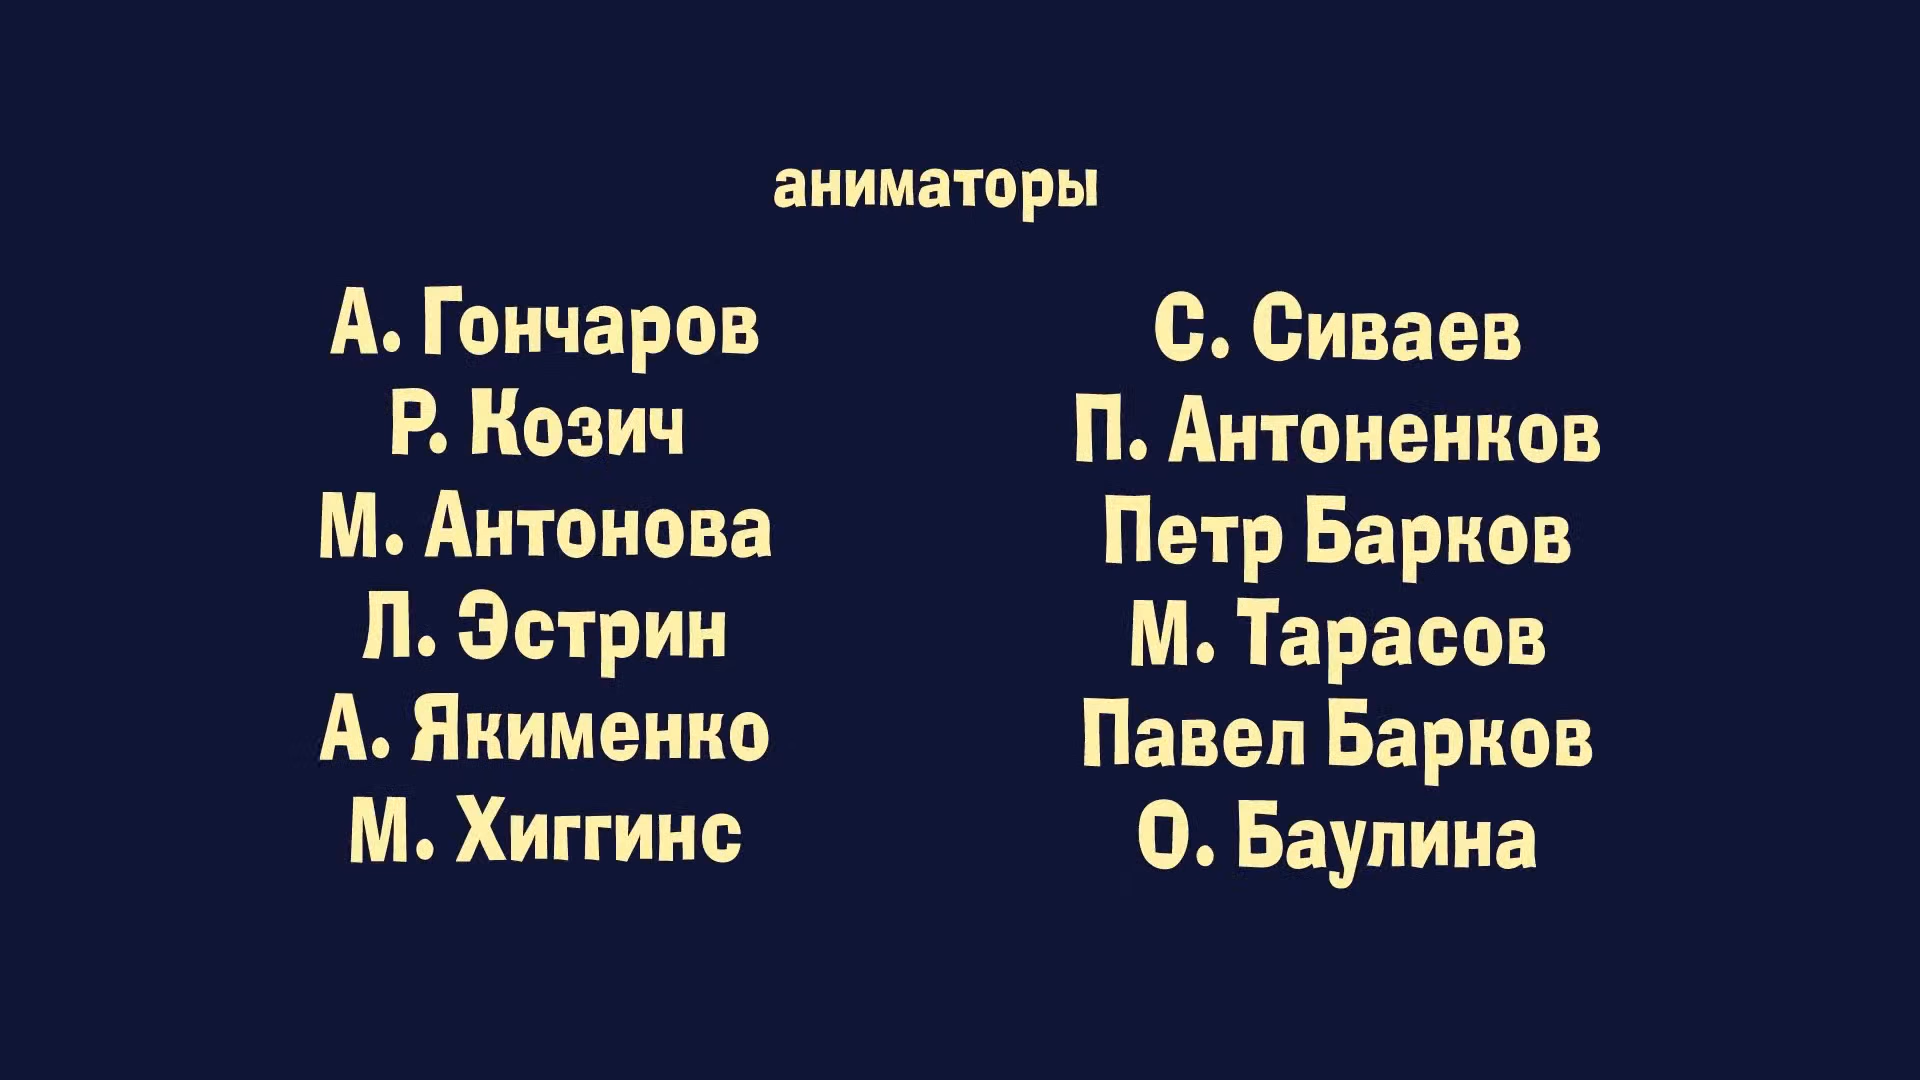 аниматоры
А. Гончаров
Р. Козич
М. Антонова
Л. Эстрин
А. Якименко
М. Хиггинс
С. Сиваев
П. Антоненков
Петр Барков
М. Тарасов
Павел Барков
О. Баулина